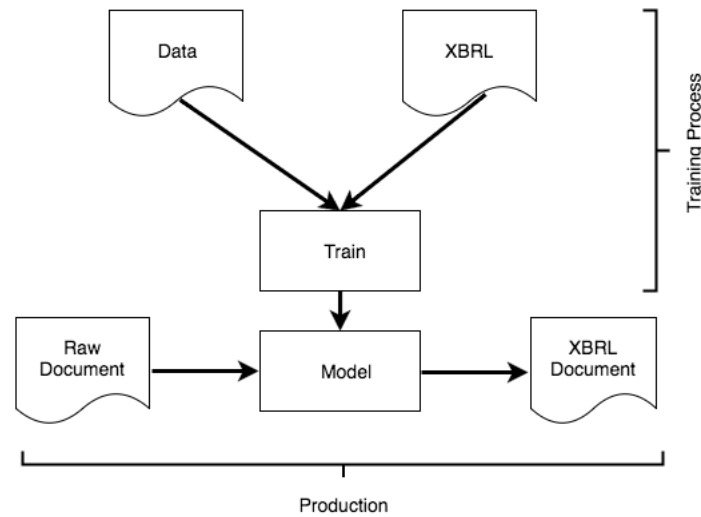 Data
XBRL
Training Process
Train
Raw
Document
Model
XBRL
Document
Production